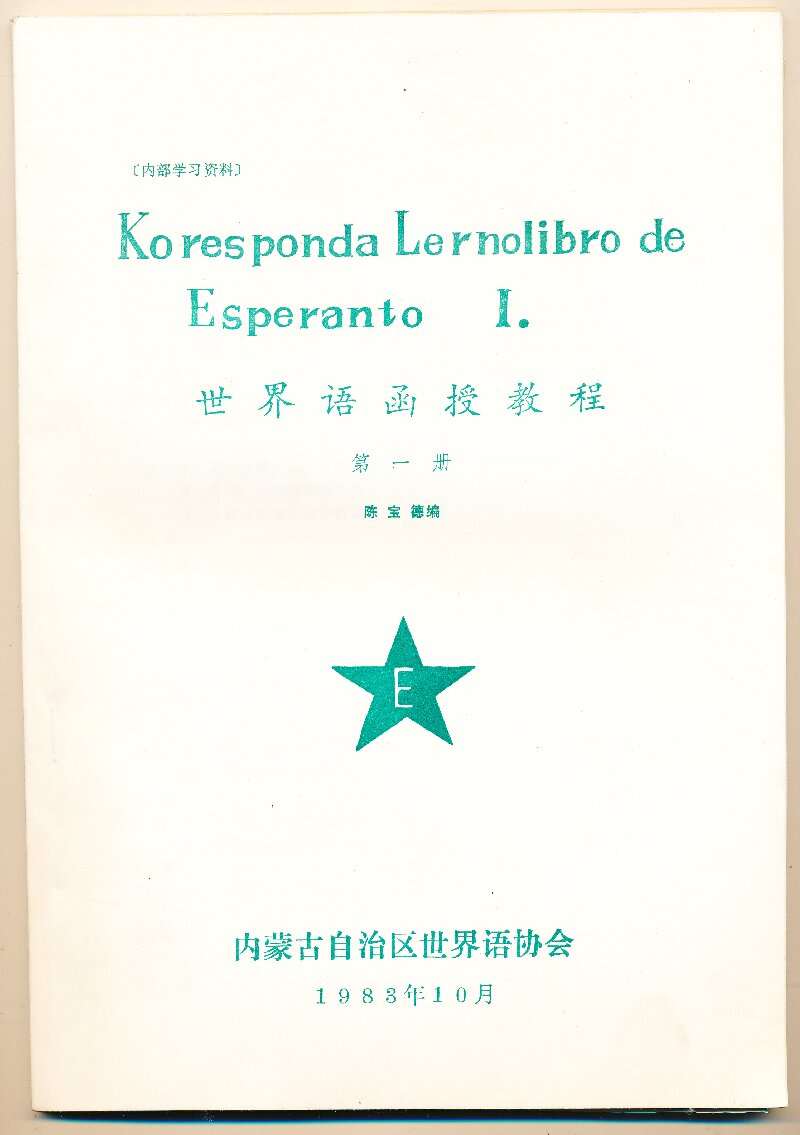 〔内部学习资料〕
Koresponda Lernolibro de
Esperanto I.
世界语函授教程
第一册
陈宝德编
E
内蒙古自治区世界语协会
1983年10月